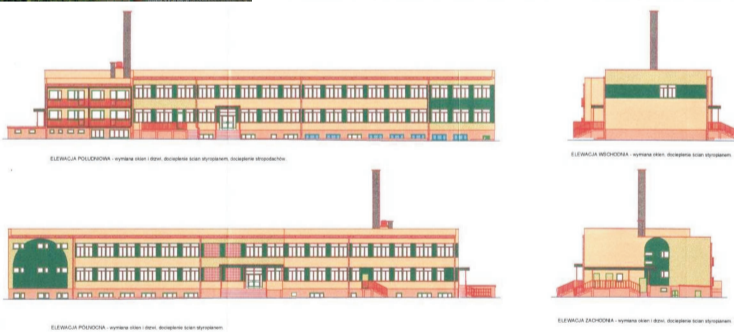 ELEWACJA POŁUDNIOWA - wymiana okien i drzwi, docieplenie ścian styropianem, docieplenie stropodachów.
ELEWACJA WSCHODNIA - wymiana okien, docieplenie ścian styropianem.
ELEWACJA PÓŁNOCNA - wymiana okien i drzwi, docieplenie ścian styropianem.
ELEWACJA ZACHODNIA - wymiana okien i drzwi, docieplenie ścian styropianem.